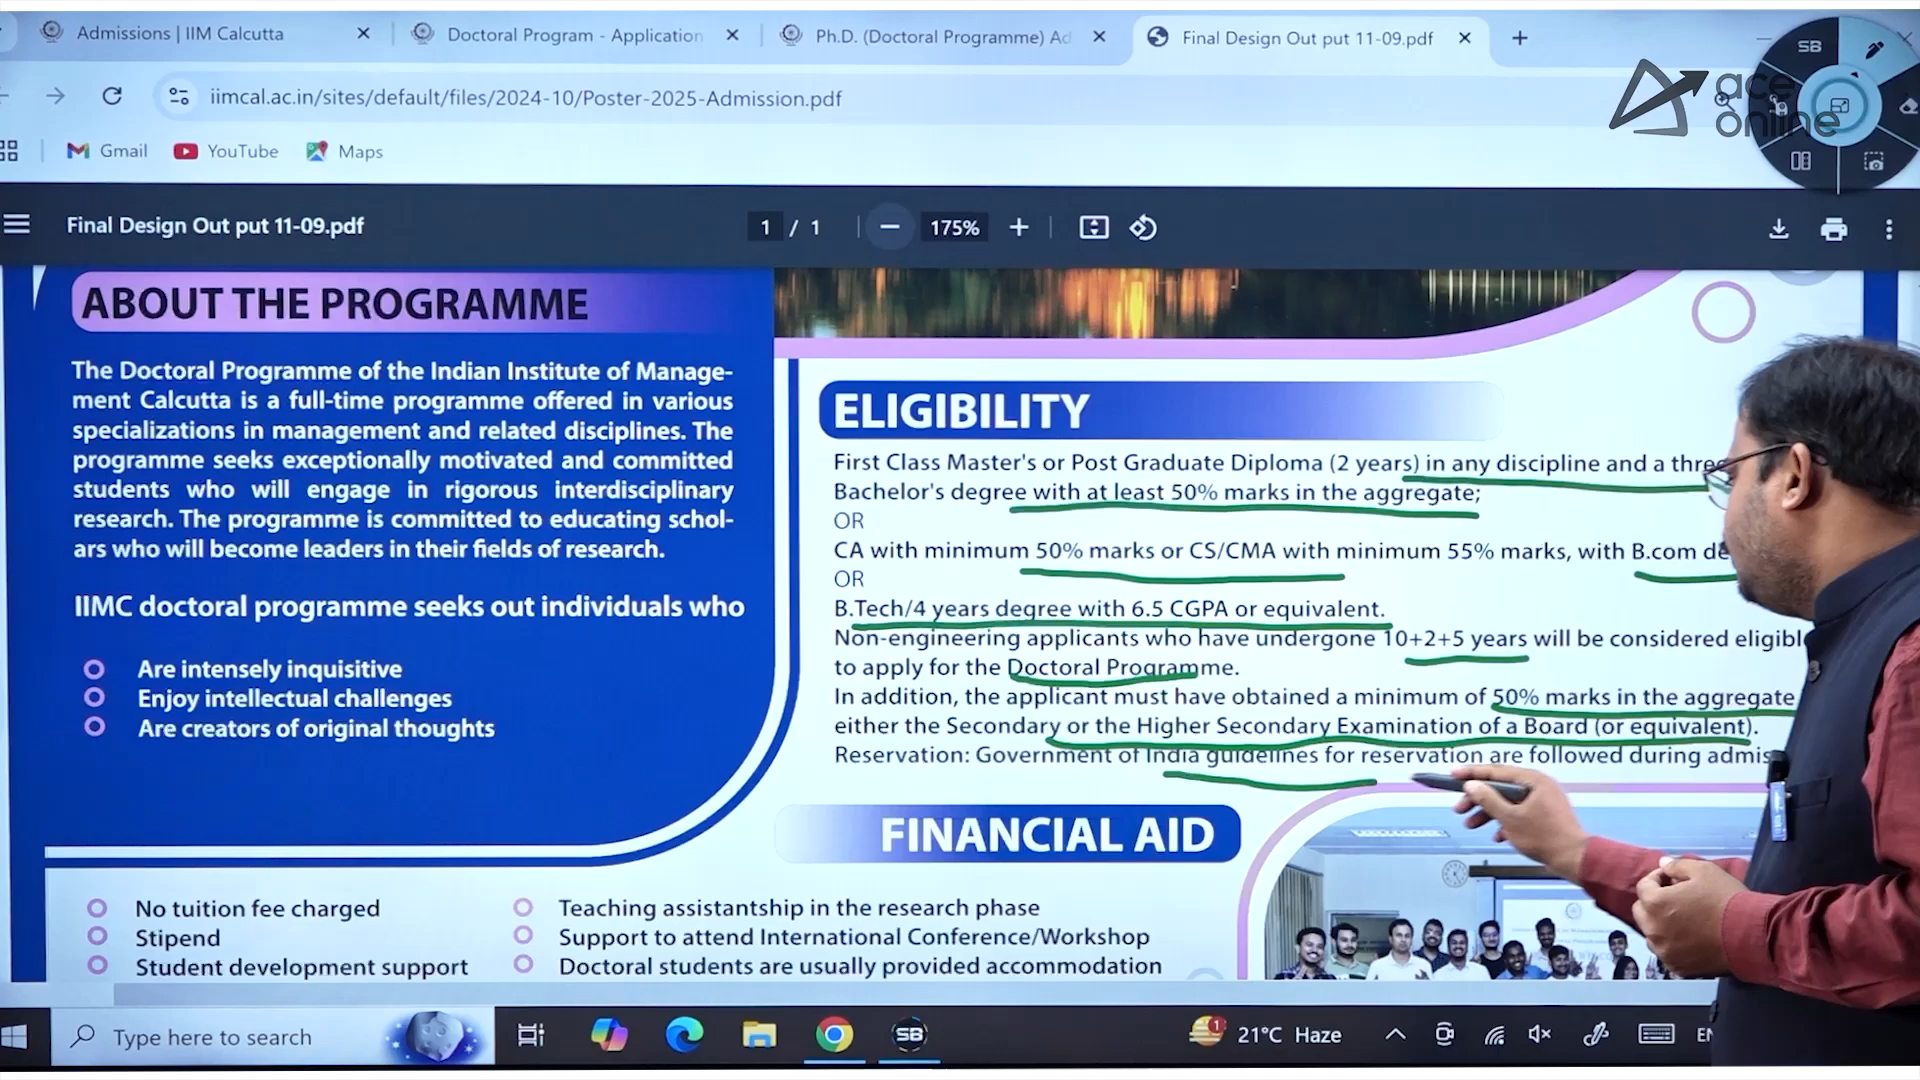 Admissions | IIM Calcutta
Doctoral Program - Application
Ph.D. (Doctoral Programme) Ad
Final Design Out put 11-09.pdf
SB
iimcal.ac.in/sites/default/files/2024-10/Poster-2025-Admission.pdf
ace
online
Gmail
YouTube
Maps
Final Design Out put 11-09.pdf
1 / 1
175%
ABOUT THE PROGRAMME
The Doctoral Programme of the Indian Institute of Manage-
ment Calcutta is a full-time programme offered in various
specializations in management and related disciplines. The
programme seeks exceptionally motivated and committed
students who will engage in rigorous interdisciplinary
research. The programme is committed to educating schol-
ars who will become leaders in their fields of research.
IIMC doctoral programme seeks out individuals who
Are intensely inquisitive
Enjoy intellectual challenges
Are creators of original thoughts
ELIGIBILITY
First Class Master's or Post Graduate Diploma (2 years) in any discipline and a three
Bachelor's degree with at least 50% marks in the aggregate;
OR
CA with minimum 50% marks or CS/CMA with minimum 55% marks, with B.com de
OR
B.Tech/4 years degree with 6.5 CGPA or equivalent.
Non-engineering applicants who have undergone 10+2+5 years will be considered eligibl
to apply for the Doctoral Programme.
In addition, the applicant must have obtained a minimum of 50% marks in the aggregate
either the Secondary or the Higher Secondary Examination of a Board (or equivalent).
Reservation: Government of India guidelines for reservation are followed during admis
FINANCIAL AID
No tuition fee charged
Stipend
Student development support
Teaching assistantship in the research phase
Support to attend International Conference/Workshop
Doctoral students are usually provided accommodation
Type here to search
SB
1
21°C Haze
EN